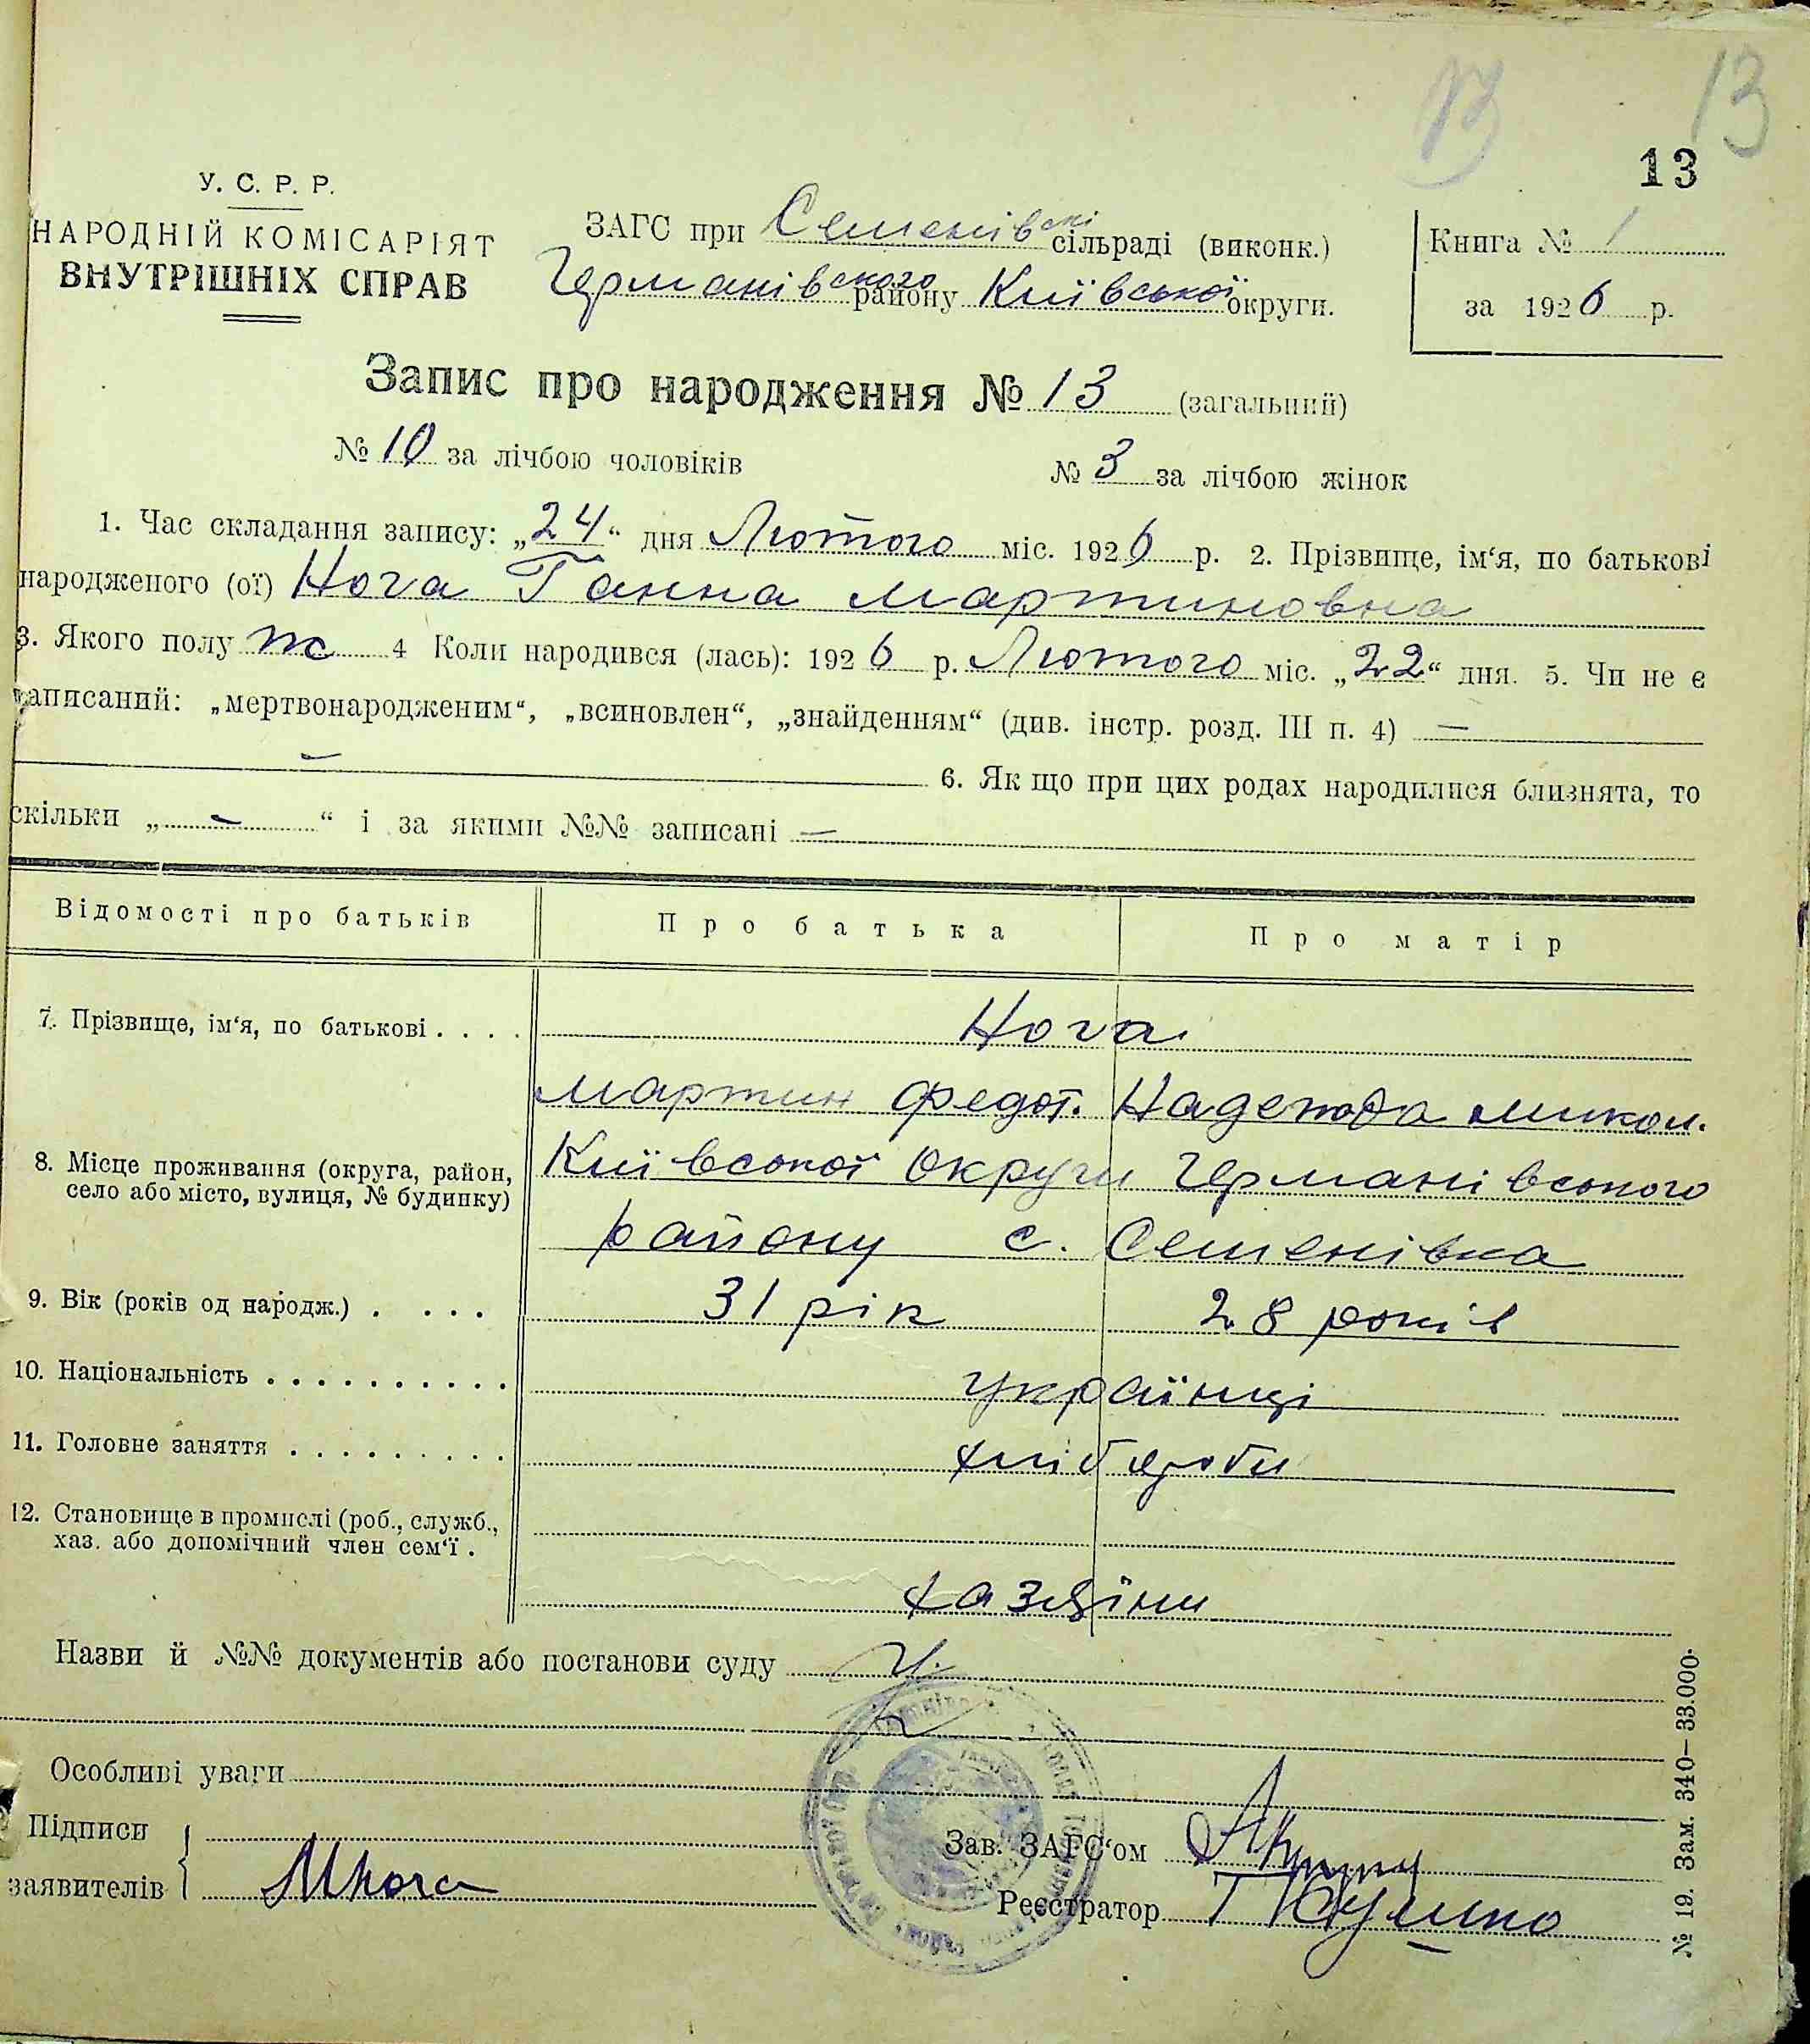 13
13
13
У. С. Р. Р.
НАРОДНІЙ КОМІСАРІЯТ
ВНУТРІШНІХ СПРАВ
ЗАГС при Семенівські сільраді (виконк.)
Германівського району Київської округи.
Книга № 1
за 1926 р.
Запис про народження № 13 (загальний)
№ 10 за лічбою чоловіків № 3 за лічбою жінок
1. Час складання запису: „24“ дня Лютого міс. 1926 р. 2. Прізвище, ім‘я, по батькові
народженого (ої) Нога Ганна Мартиновна
3. Якого полу ж 4 Коли народився (лась): 1926 р. Лютого міс. „22“ дня. 5. Чи не є
записаний: „мертвонародженим“, „всиновлен“, „знайденням“ (див. інстр. розд. III п. 4) —
— 6. Як що при цих родах народилися близнята, то
скільки „ — “ і за якими №№ записані —
Відомості про батьків Про батька Про матір
7. Прізвище, ім‘я, по батькові . . . . Нога
Мартин Федот. Надежда Микол.
8. Місце проживання (округа, район, Київської округи Германівського
село або місто, вулиця, № будинку)
району с. Семенівка
9. Вік (років од народж.) . . . . 31 рік 28 років
10. Національність . . . . . . . . . . українці
11. Головне заняття . . . . . . . . . хлібороби
12. Становище в промислі (роб., служб.,
хаз. або допомічний член сем‘ї .
хазяїни
Назви й №№ документів або постанови суду
Особливі уваги
Підписи
заявителів МНога
Зав. ЗАГС‘ом
Реєстратор
№ 19. Зам. 340—33.000.